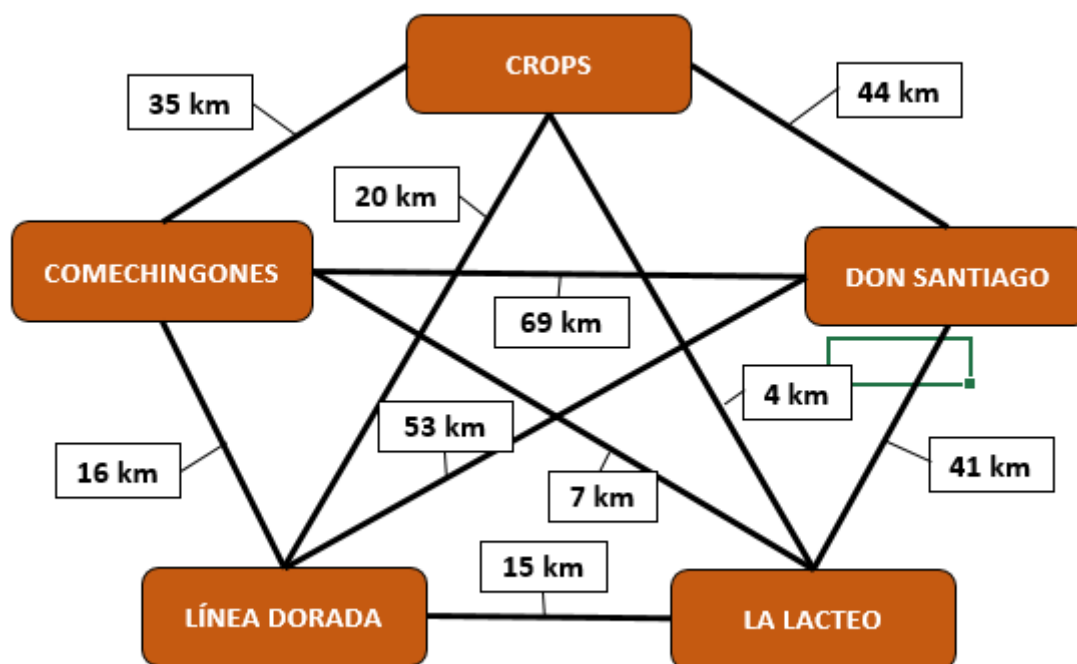 CROPS
35 km
44 km
20 km
COMECHINGONES
DON SANTIAGO
69 km
4 km
53 km
16 km
41 km
7 km
15 km
LÍNEA DORADA
LA LACTEO